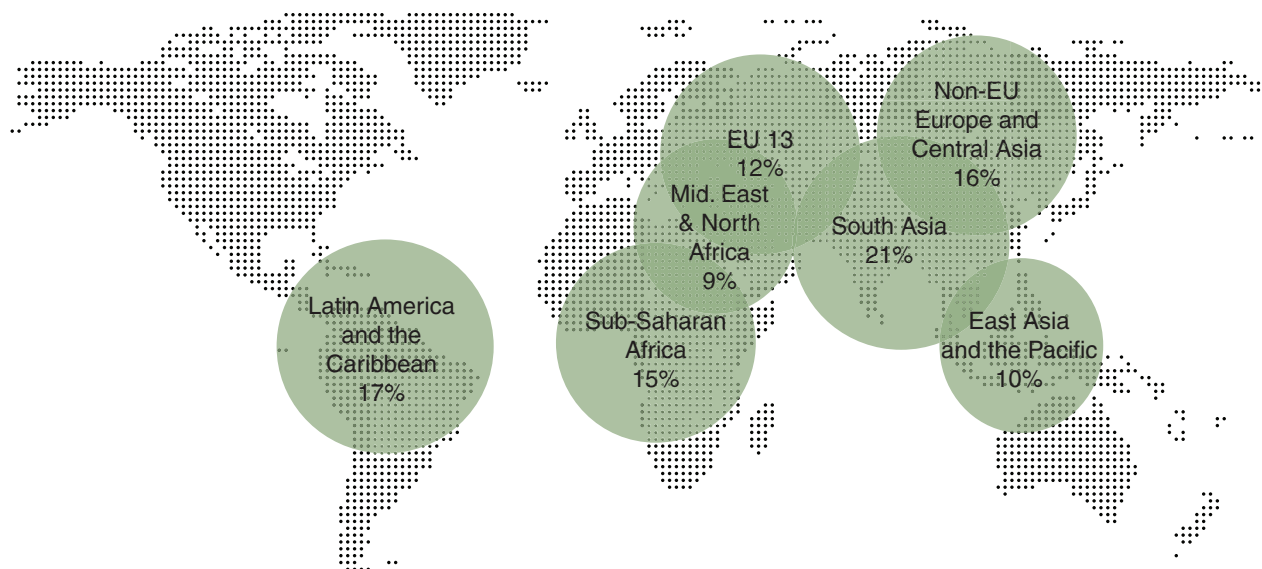 Non-EU
Europe and
Central Asia
16%
EU 13
12%
Mid. East
& North
Africa
9%
South Asia
21%
Latin America
and the
Caribbean
17%
Sub-Saharan
Africa
15%
East Asia
and the Pacific
10%